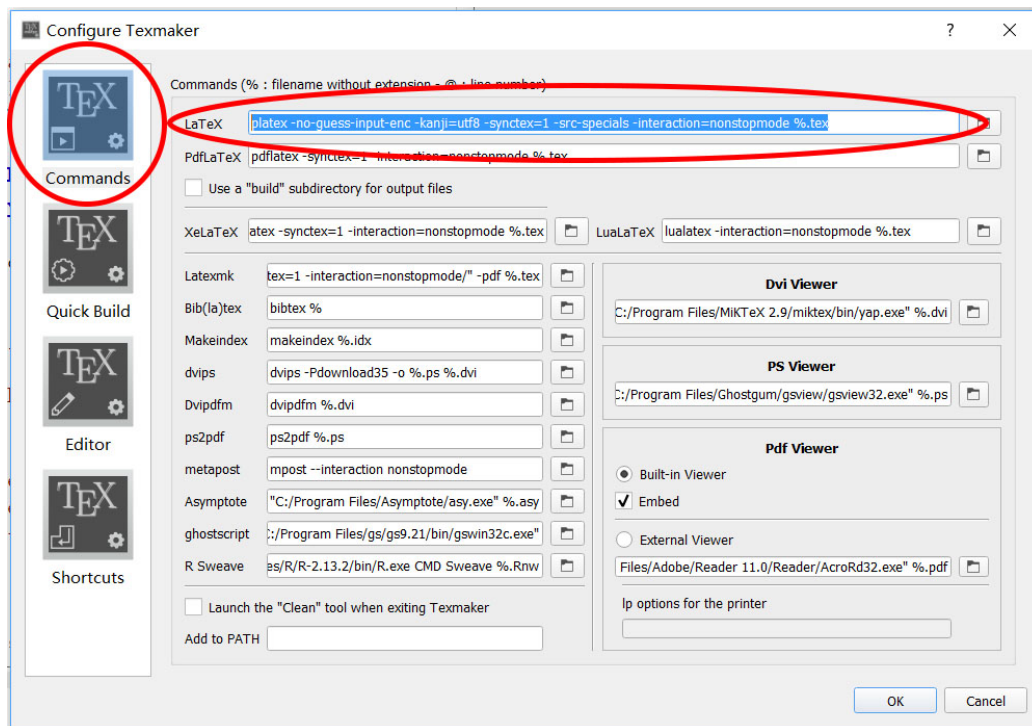 Configure Texmaker
?
Commands (% : filename without extension - @ : line number)
TEX
Commands
LaTeX platex -no-guess-input-enc -kanji=utf8 -synctex=1 -src-specials -interaction=nonstopmode %.tex
PdfLaTeX pdflatex -synctex=1 -interaction=nonstopmode %.tex
Use a "build" subdirectory for output files
TEX
Quick Build
XeLaTeX atex -synctex=1 -interaction=nonstopmode %.tex LuaLaTeX lualatex -interaction=nonstopmode %.tex
Latexmk tex=1 -interaction=nonstopmode/" -pdf %.tex
Bib(la)tex bibtex %
Makeindex makeindex %.idx
dvips dvips -Pdownload35 -o %.ps %.dvi
Dvipdfm dvipdfm %.dvi
ps2pdf ps2pdf %.ps
metapost mpost --interaction nonstopmode
Asymptote "C:/Program Files/Asymptote/asy.exe" %.asy
ghostscript :/Program Files/gs/gs9.21/bin/gswin32c.exe"
R Sweave es/R/R-2.13.2/bin/R.exe CMD Sweave %.Rnw
Launch the "Clean" tool when exiting Texmaker
Add to PATH
TEX
Editor
TEX
Shortcuts
Dvi Viewer
C:/Program Files/MiKTeX 2.9/miktex/bin/yap.exe" %.dvi
PS Viewer
C:/Program Files/Ghostgum/gsview/gsview32.exe" %.ps
Pdf Viewer
Built-in Viewer
Embed
External Viewer
Files/Adobe/Reader 11.0/Reader/AcroRd32.exe" %.pdf
lp options for the printer
OK
Cancel